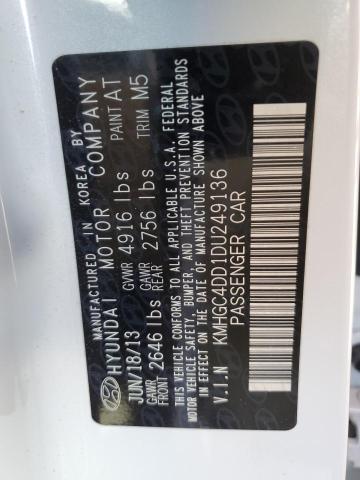 MANUFACTURED IN KOREA BY
HYUNDAI MOTOR COMPANY
JUN/18/13 GVWR 4916 lbs PAINT AT
GAWR FRONT 2646 lbs GAWR REAR 2756 lbs TRIM M5
THIS VEHICLE CONFORMS TO ALL APPLICABLE U.S.A. FEDERAL
MOTOR VEHICLE SAFETY, BUMPER, AND THEFT PREVENTION STANDARDS
IN EFFECT ON THE DATE OF MANUFACTURE SHOWN ABOVE
V.I.N KMHGC4DD1DU249136
PASSENGER CAR